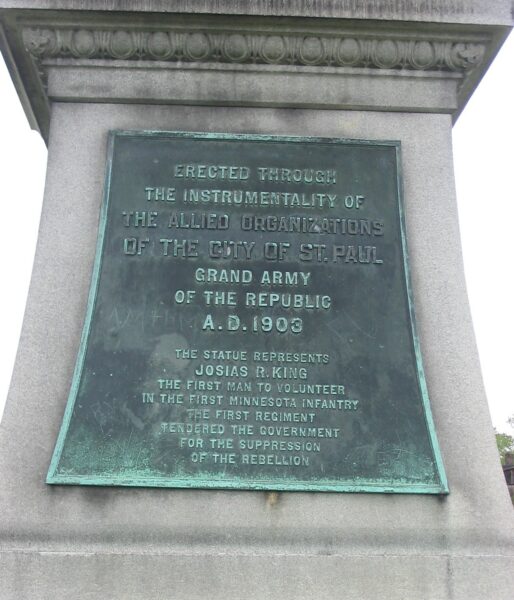 ERECTED THROUGH
THE INSTRUMENTALITY OF
THE ALLIED ORGANIZATIONS
OF THE CITY OF ST. PAUL
GRAND ARMY
OF THE REPUBLIC
A.D. 1903
THE STATUE REPRESENTS
JOSIAS R. KING
THE FIRST MAN TO VOLUNTEER
IN THE FIRST MINNESOTA INFANTRY
THE FIRST REGIMENT
TENDERED THE GOVERNMENT
FOR THE SUPPRESSION
OF THE REBELLION